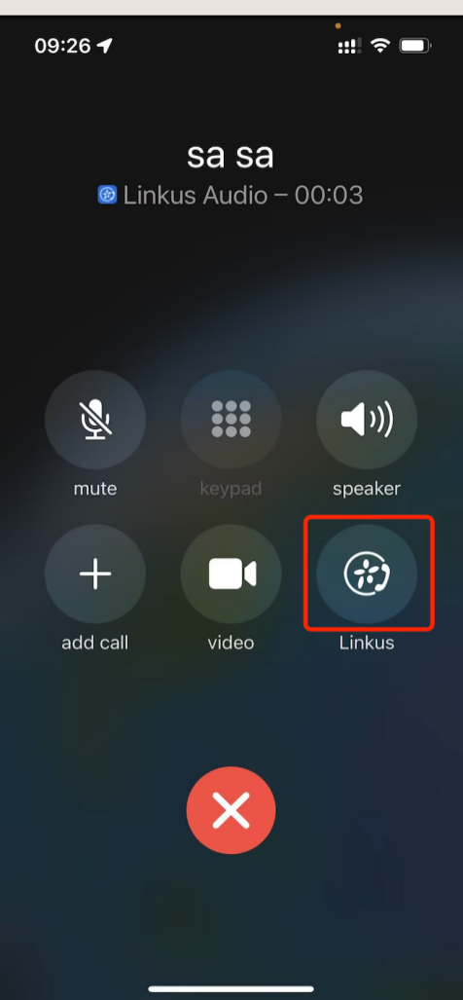 09:26
sa sa
Linkus Audio – 00:03
mute
keypad
speaker
add call
video
Linkus